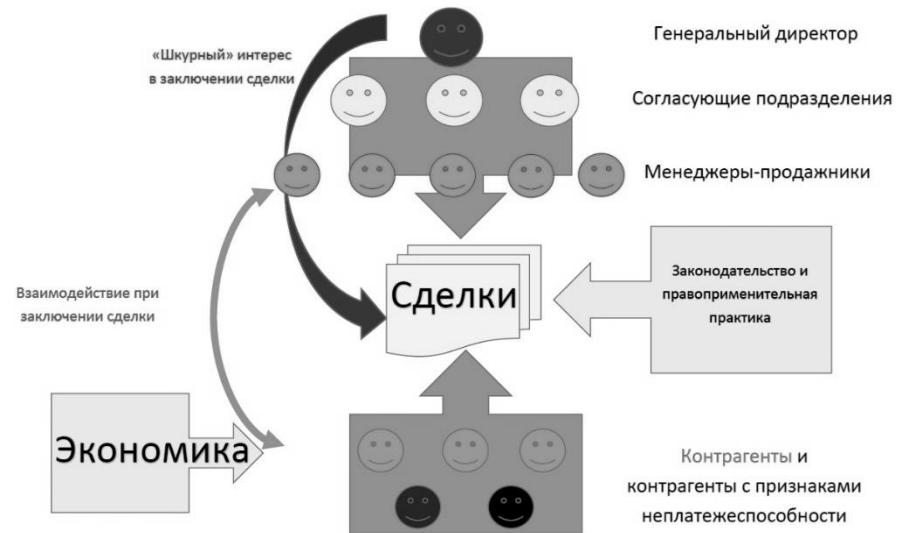 «Шкурный» интерес
в заключении сделки
Генеральный директор
Согласующие подразделения
Менеджеры-продажники
Взаимодействие при
заключении сделки
Сделки
Законодательство и
правоприменительная
практика
Экономика
Контрагенты и
контрагенты с признаками
неплатежеспособности